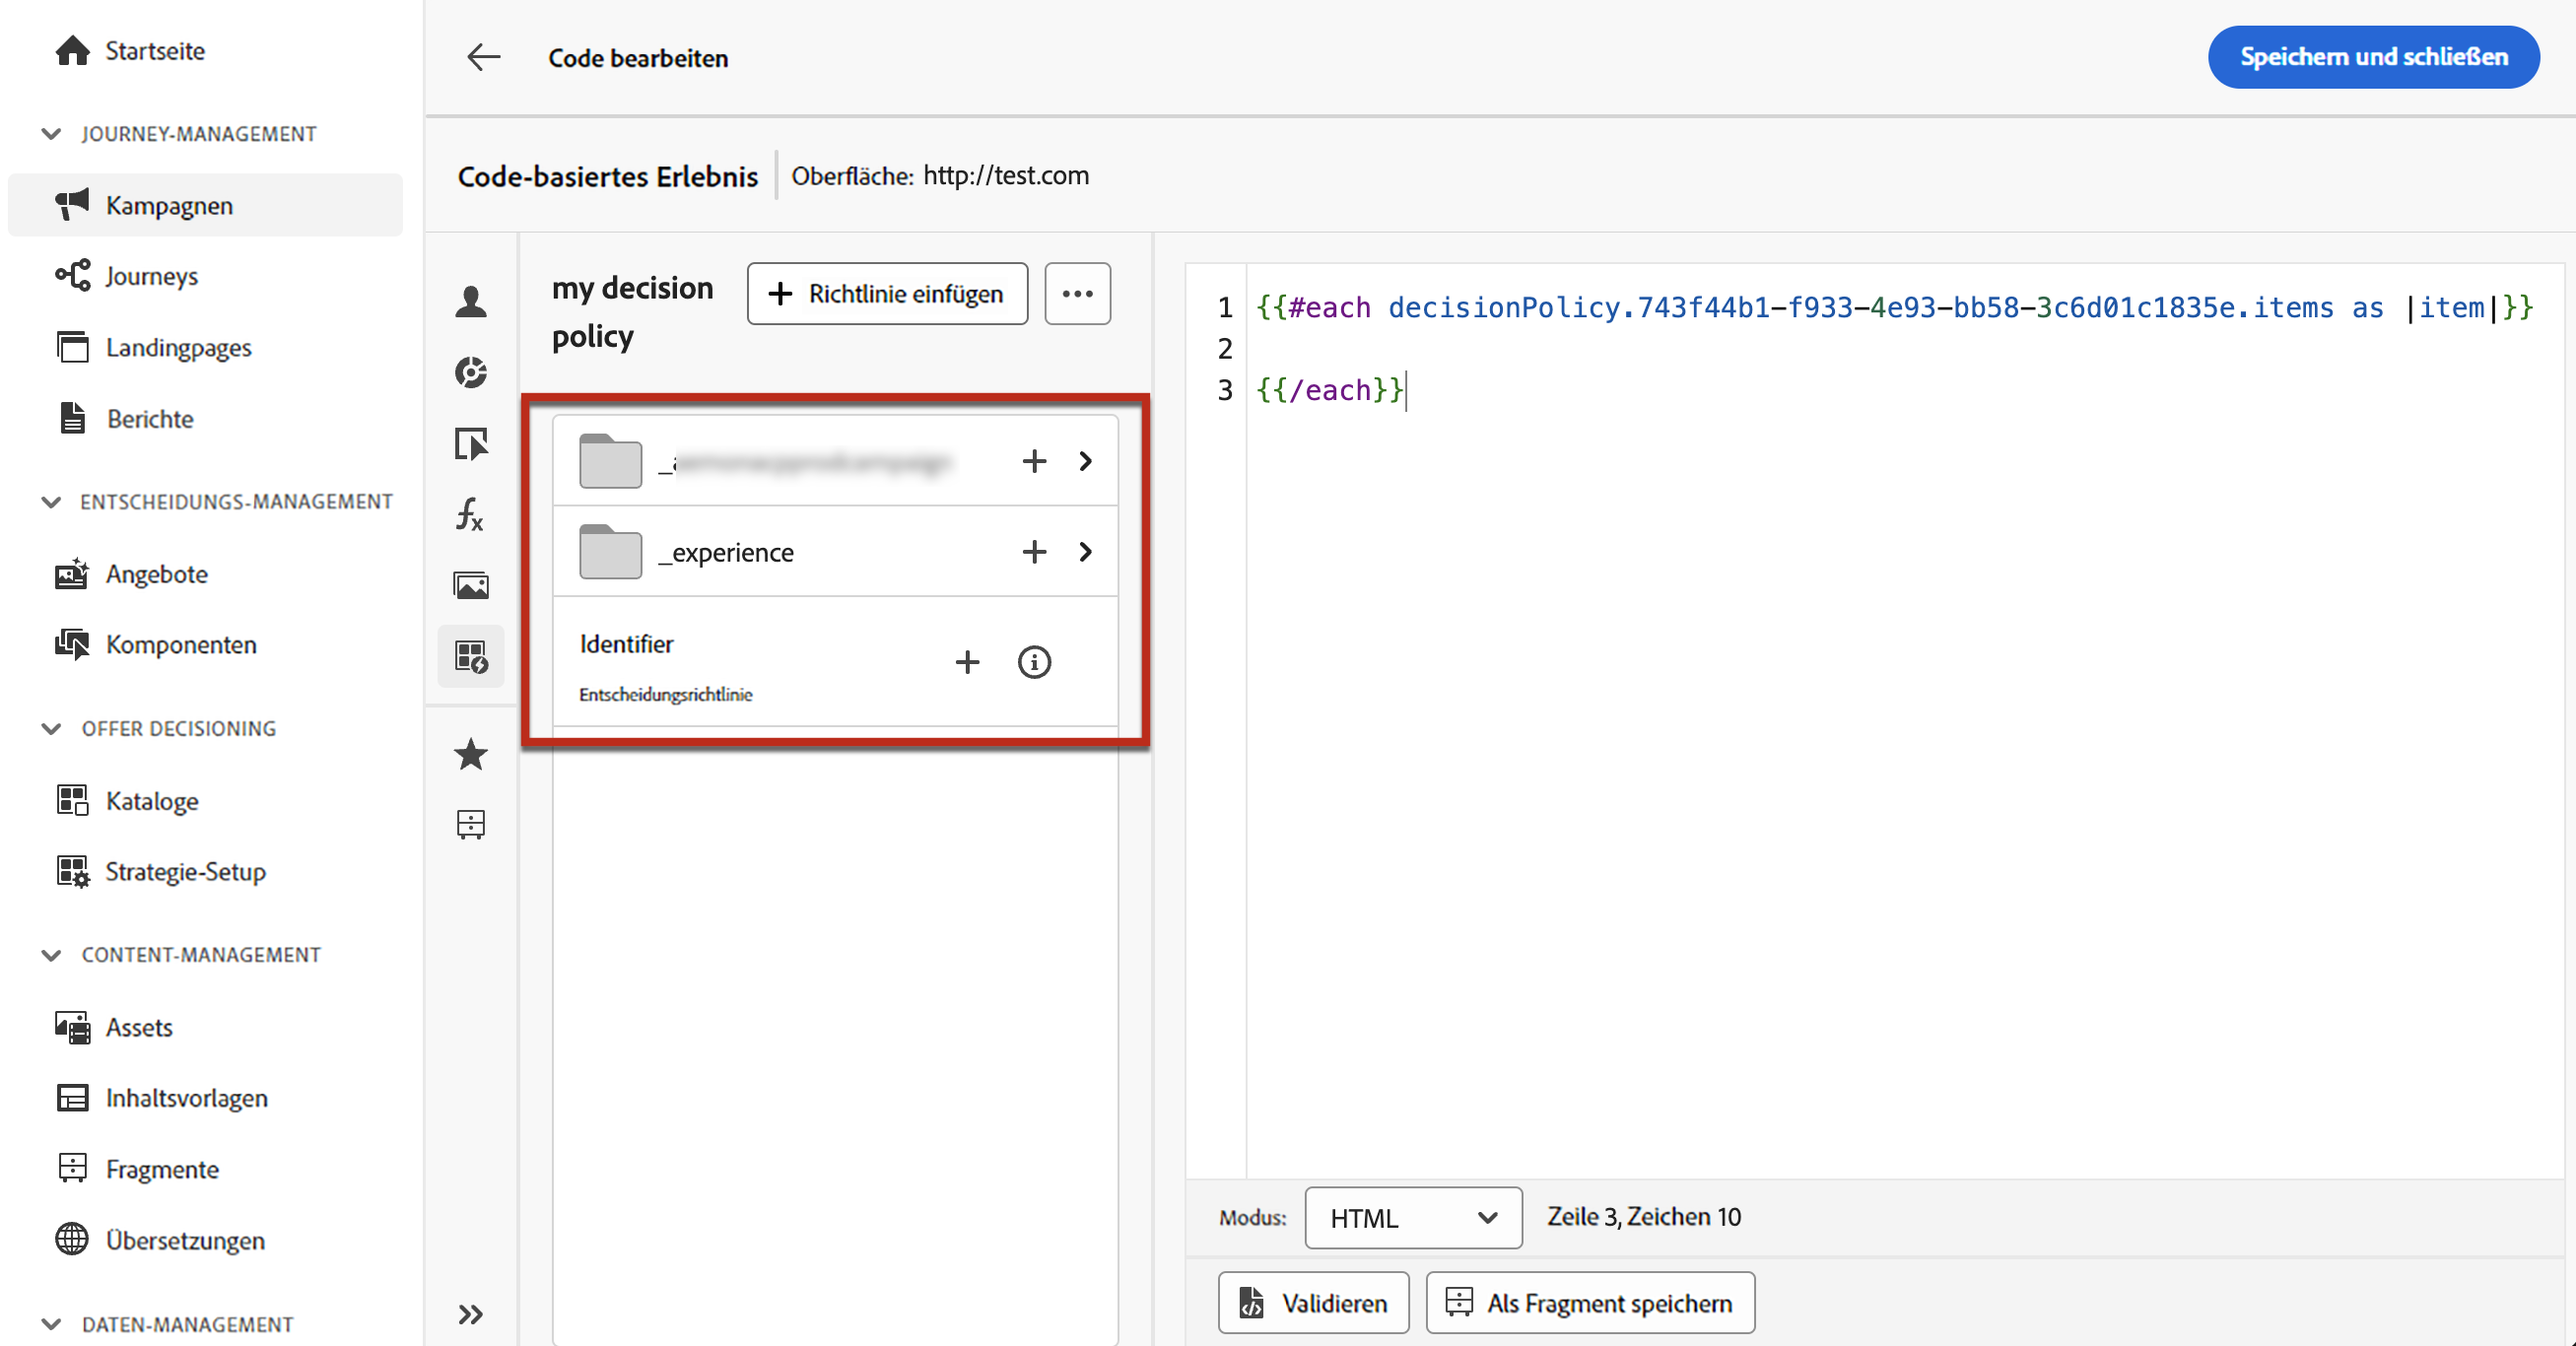 Startseite
JOURNEY-MANAGEMENT
Kampagnen
Journeys
Landingpages
Berichte
ENTSCHEIDUNGS-MANAGEMENT
Angebote
Komponenten
OFFER DECISIONING
Kataloge
Strategie-Setup
CONTENT-MANAGEMENT
Assets
Inhaltsvorlagen
Fragmente
Übersetzungen
DATEN-MANAGEMENT
Code bearbeiten
Speichern und schließen
Code-basiertes Erlebnis
Oberfläche: http://test.com
my decision
policy
Richtlinie einfügen
_experience
Identifier
Entscheidungsrichtlinie
1 {{#each decisionPolicy.743f44b1-f933-4e93-bb58-3c6d01c1835e.items as |item|}}
2
3 {{/each}}
Modus: HTML Zeile 3, Zeichen 10
Validieren
Als Fragment speichern